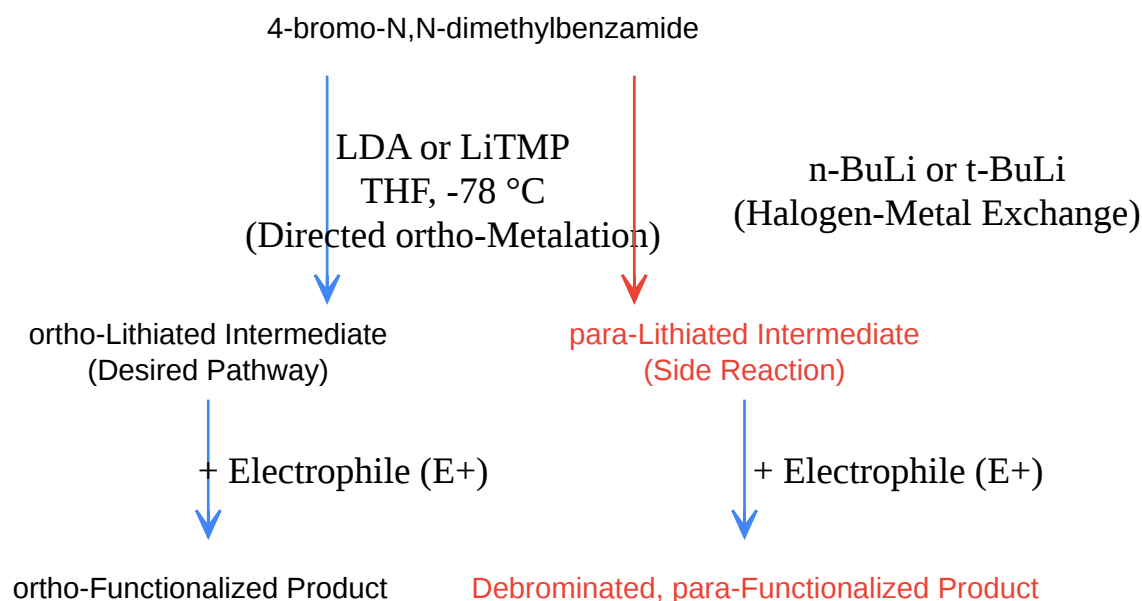 4-bromo-N,N-dimethylbenzamide
LDA or LiTMP
THF, -78 °C
(Directed ortho-Metalation)
n-BuLi or t-BuLi
(Halogen-Metal Exchange)
ortho-Lithiated Intermediate
(Desired Pathway)
para-Lithiated Intermediate
(Side Reaction)
+ Electrophile (E+)
+ Electrophile (E+)
ortho-Functionalized Product
Debrominated, para-Functionalized Product